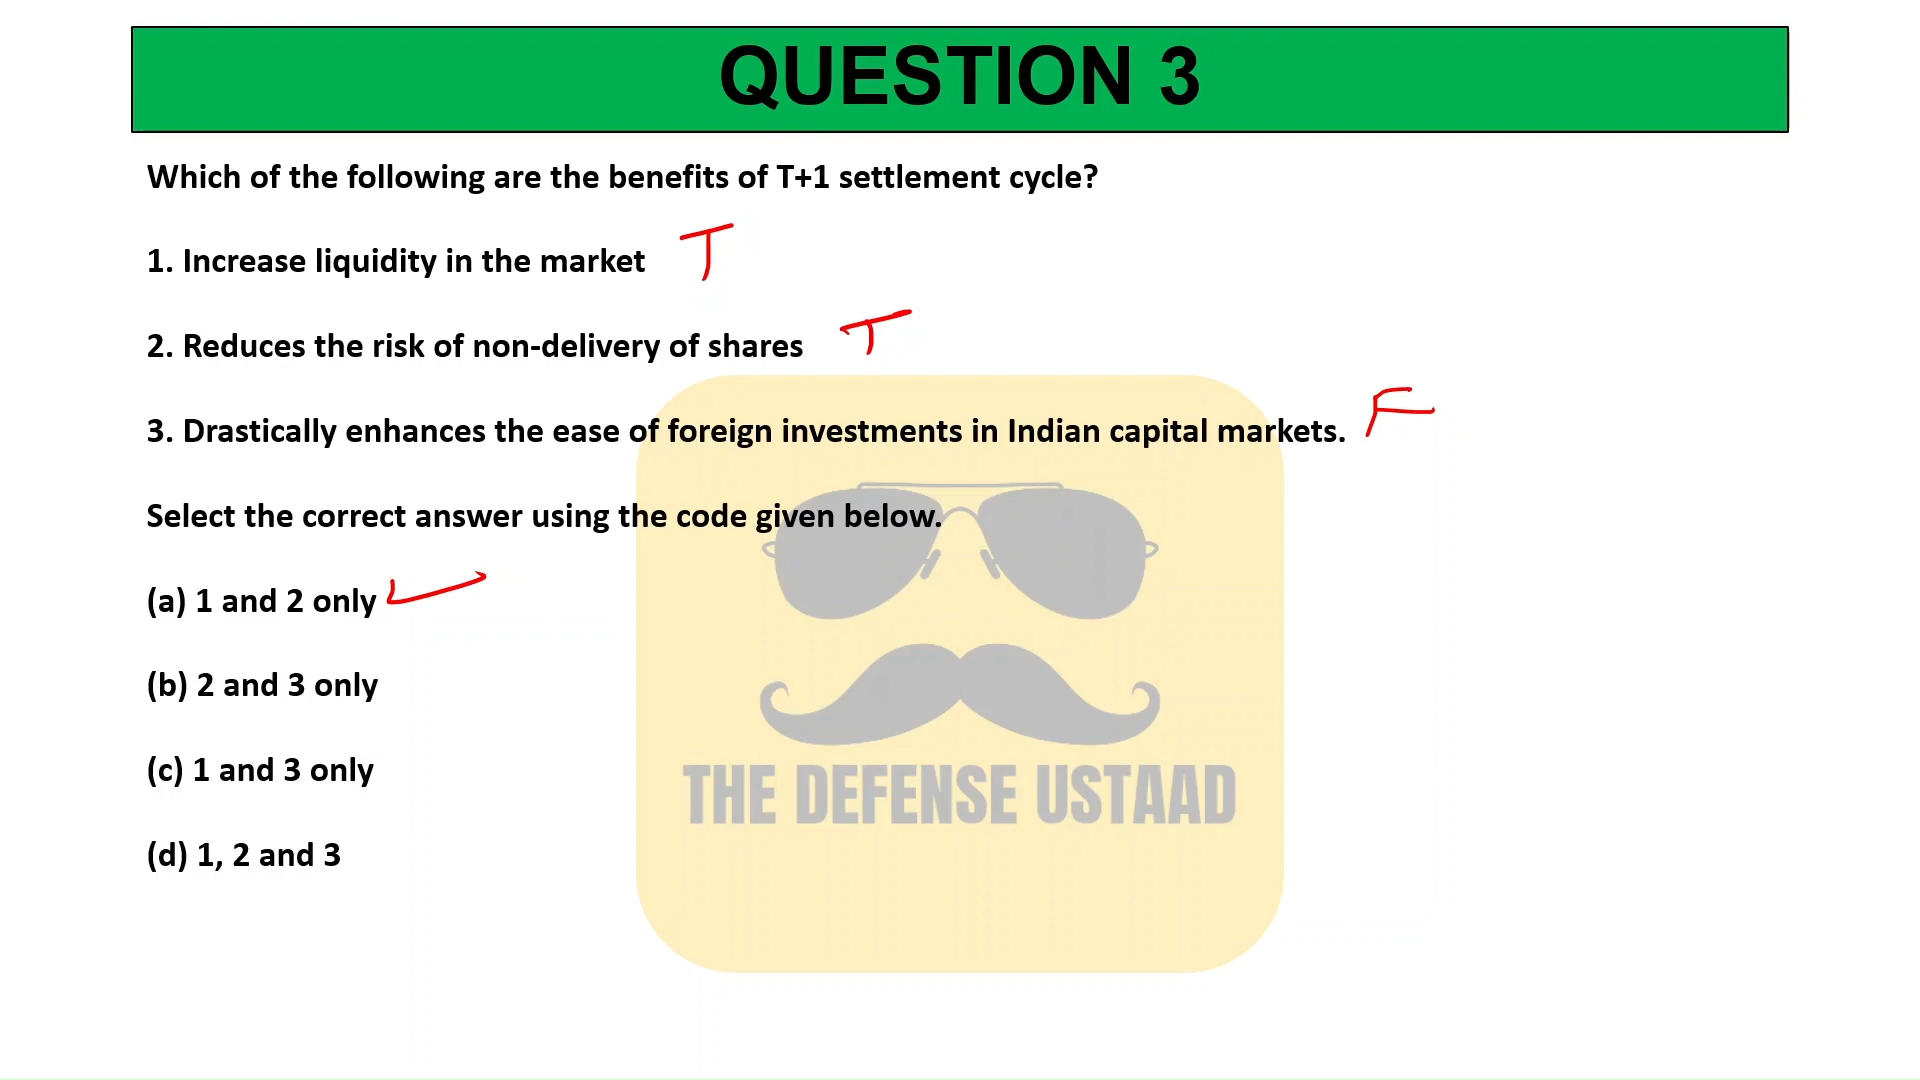 QUESTION 3
Which of the following are the benefits of T+1 settlement cycle?
1. Increase liquidity in the market T
2. Reduces the risk of non-delivery of shares T
3. Drastically enhances the ease of foreign investments in Indian capital markets. F
Select the correct answer using the code given below.
(a) 1 and 2 only
(b) 2 and 3 only
(c) 1 and 3 only
THE DEFENSE USTAAD
(d) 1, 2 and 3